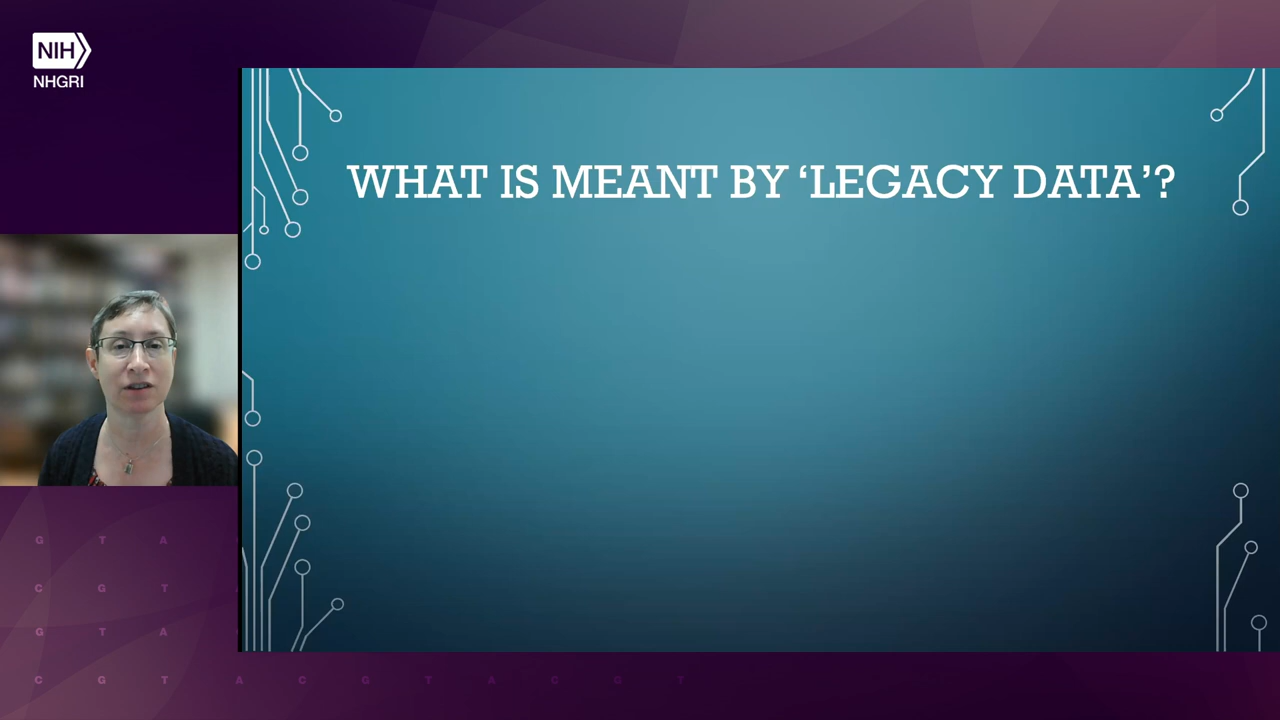 NIH
NHGRI
WHAT IS MEANT BY ‘LEGACY DATA’?
G T A
C G T
G T A
C G T A C G T A C G T